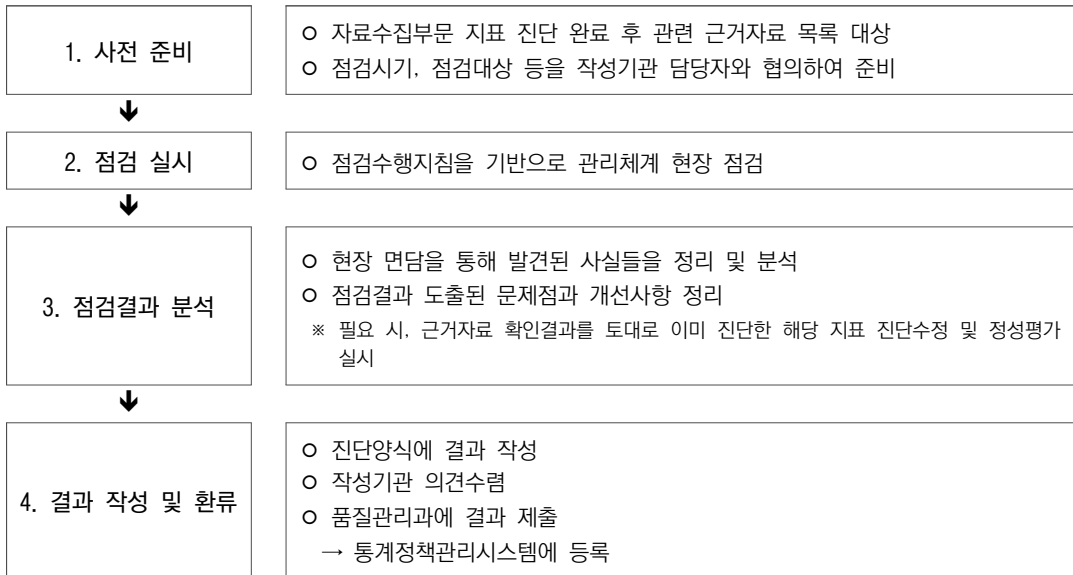 1. 사전 준비
o 자료수집부문 지표 진단 완료 후 관련 근거자료 목록 대상
o 점검시기, 점검대상 등을 작성기관 담당자와 협의하여 준비
🡻
2. 점검 실시
o 점검수행지침을 기반으로 관리체계 현장 점검
🡻
3. 점검결과 분석
o 현장 면담을 통해 발견된 사실들을 정리 및 분석
o 점검결과 도출된 문제점과 개선사항 정리
※ 필요 시, 근거자료 확인결과를 토대로 이미 진단한 해당 지표 진단수정 및 정성평가
실시
🡻
4. 결과 작성 및 환류
o 진단양식에 결과 작성
o 작성기관 의견수렴
o 품질관리과에 결과 제출
→ 통계정책관리시스템에 등록